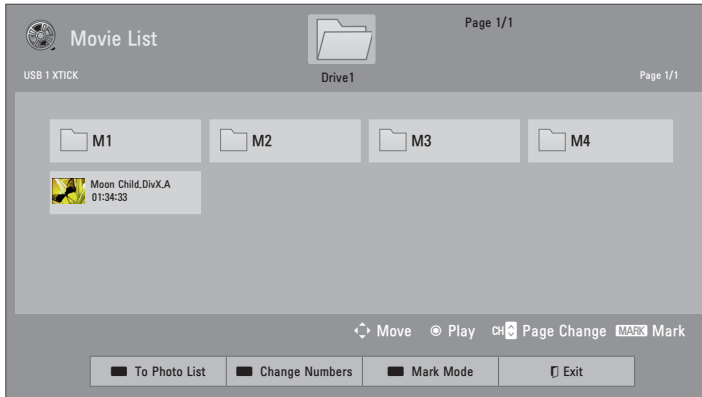 Page 1/1
Movie List
USB 1 XTICK
Drive1
Page 1/1
M1
M2
M3
M4
Moon Child,DivX,A
01:34:33
Move
Play
CH Page Change
MARK Mark
To Photo List
Change Numbers
Mark Mode
Exit